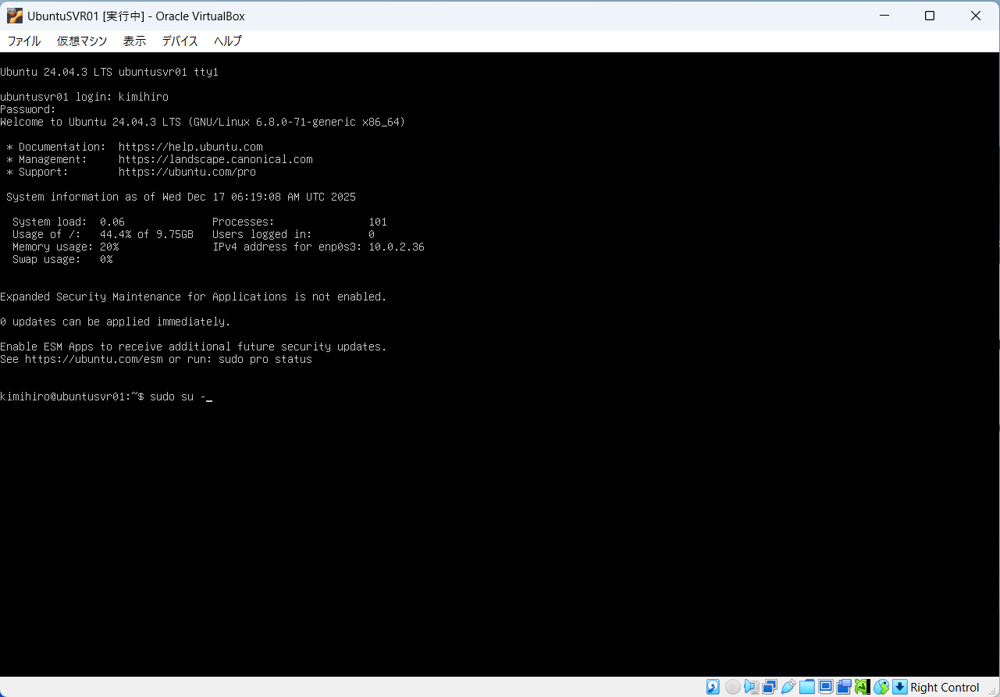 UbuntuSVR01 [実行中] - Oracle VirtualBox
ファイル 仮想マシン 表示 デバイス ヘルプ
Ubuntu 24.04.3 LTS ubuntusvr01 tty1
ubuntusvr01 login: kimihiro
Password:
Welcome to Ubuntu 24.04.3 LTS (GNU/Linux 6.8.0-71-generic x86_64)
* Documentation:  https://help.ubuntu.com
* Management:     https://landscape.canonical.com
* Support:        https://ubuntu.com/pro
System information as of Wed Dec 17 06:19:08 AM UTC 2025
System load:  0.06              Processes:               101
Usage of /:   44.4% of 9.75GB   Users logged in:         0
Memory usage: 20%               IPv4 address for enp0s3: 10.0.2.36
Swap usage:   0%
Expanded Security Maintenance for Applications is not enabled.
0 updates can be applied immediately.
Enable ESM Apps to receive additional future security updates.
See https://ubuntu.com/esm or run: sudo pro status
kimihiro@ubuntusvr01:~$ sudo su -_
Right Control